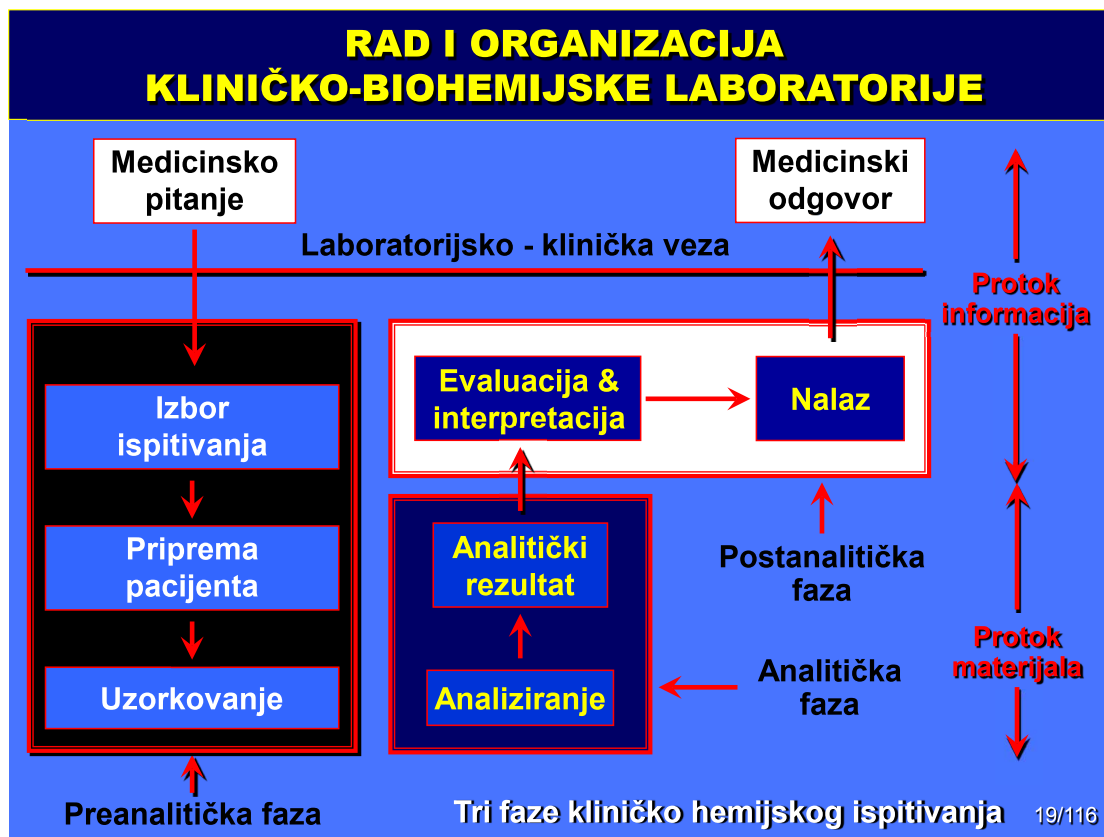 RAD I ORGANIZACIJA
KLINIČKO-BIOHEMIJSKE LABORATORIJE
Medicinsko
pitanje
Medicinski
odgovor
Laboratorijsko - klinička veza
Protok
informacija
Izbor
ispitivanja
Priprema
pacijenta
Uzorkovanje
Preanalitička faza
Evaluacija &
interpretacija
Nalaz
Analitički
rezultat
Analiziranje
Postanalitička
faza
Analitička
faza
Protok
materijala
Tri faze kliničko hemijskog ispitivanja
19/116